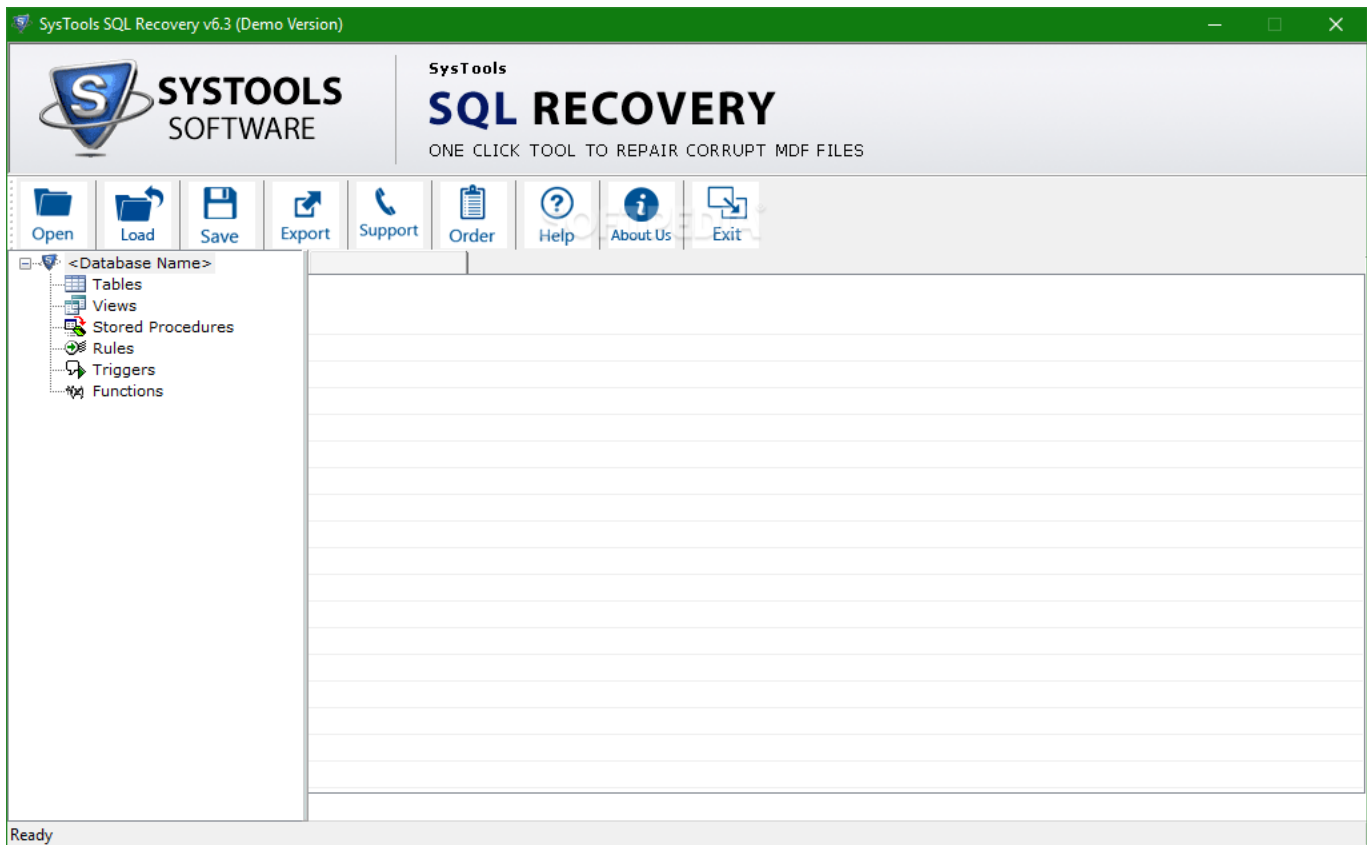 SysTools SQL Recovery v6.3 (Demo Version)
S
SYSTOOLS
SOFTWARE
SysTools
SQL RECOVERY
ONE CLICK TOOL TO REPAIR CORRUPT MDF FILES
Open Load Save Export Support Order Help About Us Exit
SOFTPEDIA
<Database Name>
Tables
Views
Stored Procedures
Rules
Triggers
f(x) Functions
Ready